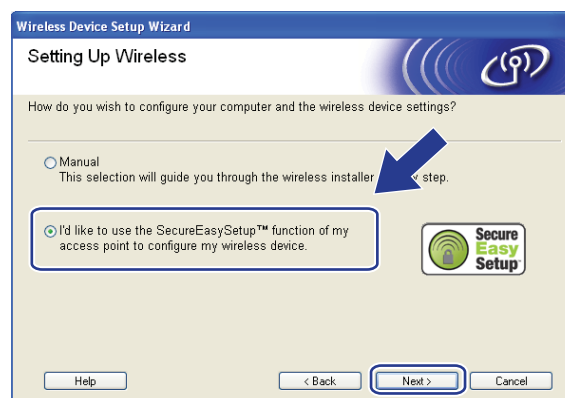 Wireless Device Setup Wizard
Setting Up Wireless
How do you wish to configure your computer and the wireless device settings?
Manual
This selection will guide you through the wireless installer step.
I'd like to use the SecureEasySetup™ function of my
access point to configure my wireless device.
Secure
Easy
Setup
Help
< Back
Next >
Cancel